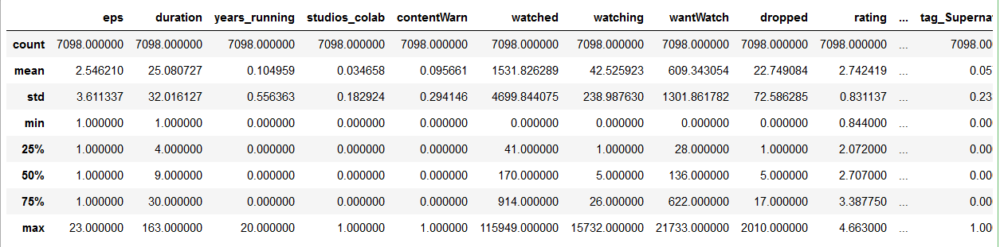 eps duration years_running studios_colab contentWarn watched watching wantWatch dropped rating ... tag_Superna
count 7098.000000 7098.000000 7098.000000 7098.000000 7098.000000 7098.000000 7098.000000 7098.000000 7098.000000 7098.000000 ... 7098.00
mean 2.546210 25.080727 0.104959 0.034658 0.095661 1531.826289 42.525923 609.343054 22.749084 2.742419 ... 0.05
std 3.611337 32.016127 0.556363 0.182924 0.294146 4699.844075 238.987630 1301.861782 72.586285 0.831137 ... 0.23
min 1.000000 1.000000 0.000000 0.000000 0.000000 0.000000 0.000000 0.000000 0.000000 0.844000 ... 0.00
25% 1.000000 4.000000 0.000000 0.000000 0.000000 41.000000 1.000000 28.000000 1.000000 2.072000 ... 0.00
50% 1.000000 9.000000 0.000000 0.000000 0.000000 170.000000 5.000000 136.000000 5.000000 2.707000 ... 0.00
75% 1.000000 30.000000 0.000000 0.000000 0.000000 914.000000 26.000000 622.000000 17.000000 3.387750 ... 0.00
max 23.000000 163.000000 20.000000 1.000000 1.000000 115949.000000 15732.000000 21733.000000 2010.000000 4.663000 ... 1.00